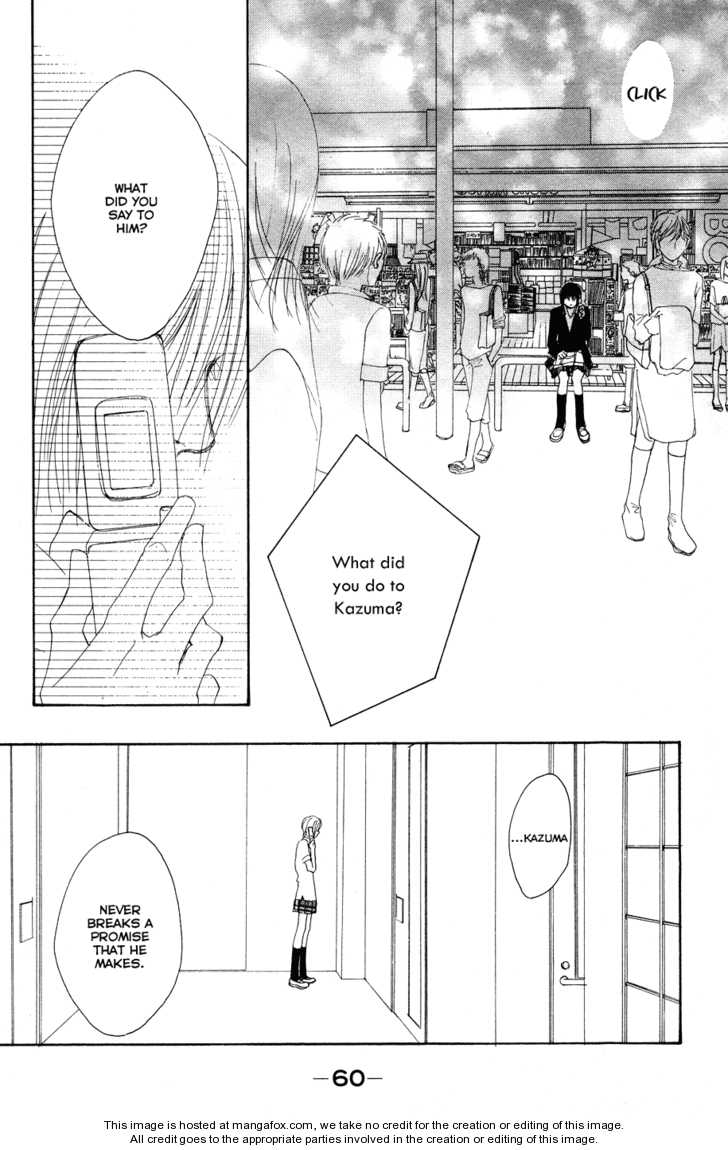 CLICK
What did
you do to
Kazuma?
WHAT
DID YOU
SAY TO
HIM?
...KAZUMA
NEVER
BREAKS A
PROMISE
THAT HE
MAKES.
—60—
This image is hosted at mangafox.com, we take no credit for the creation or editing of this image.
All credit goes to the appropriate parties involved in the creation or editing of this image.